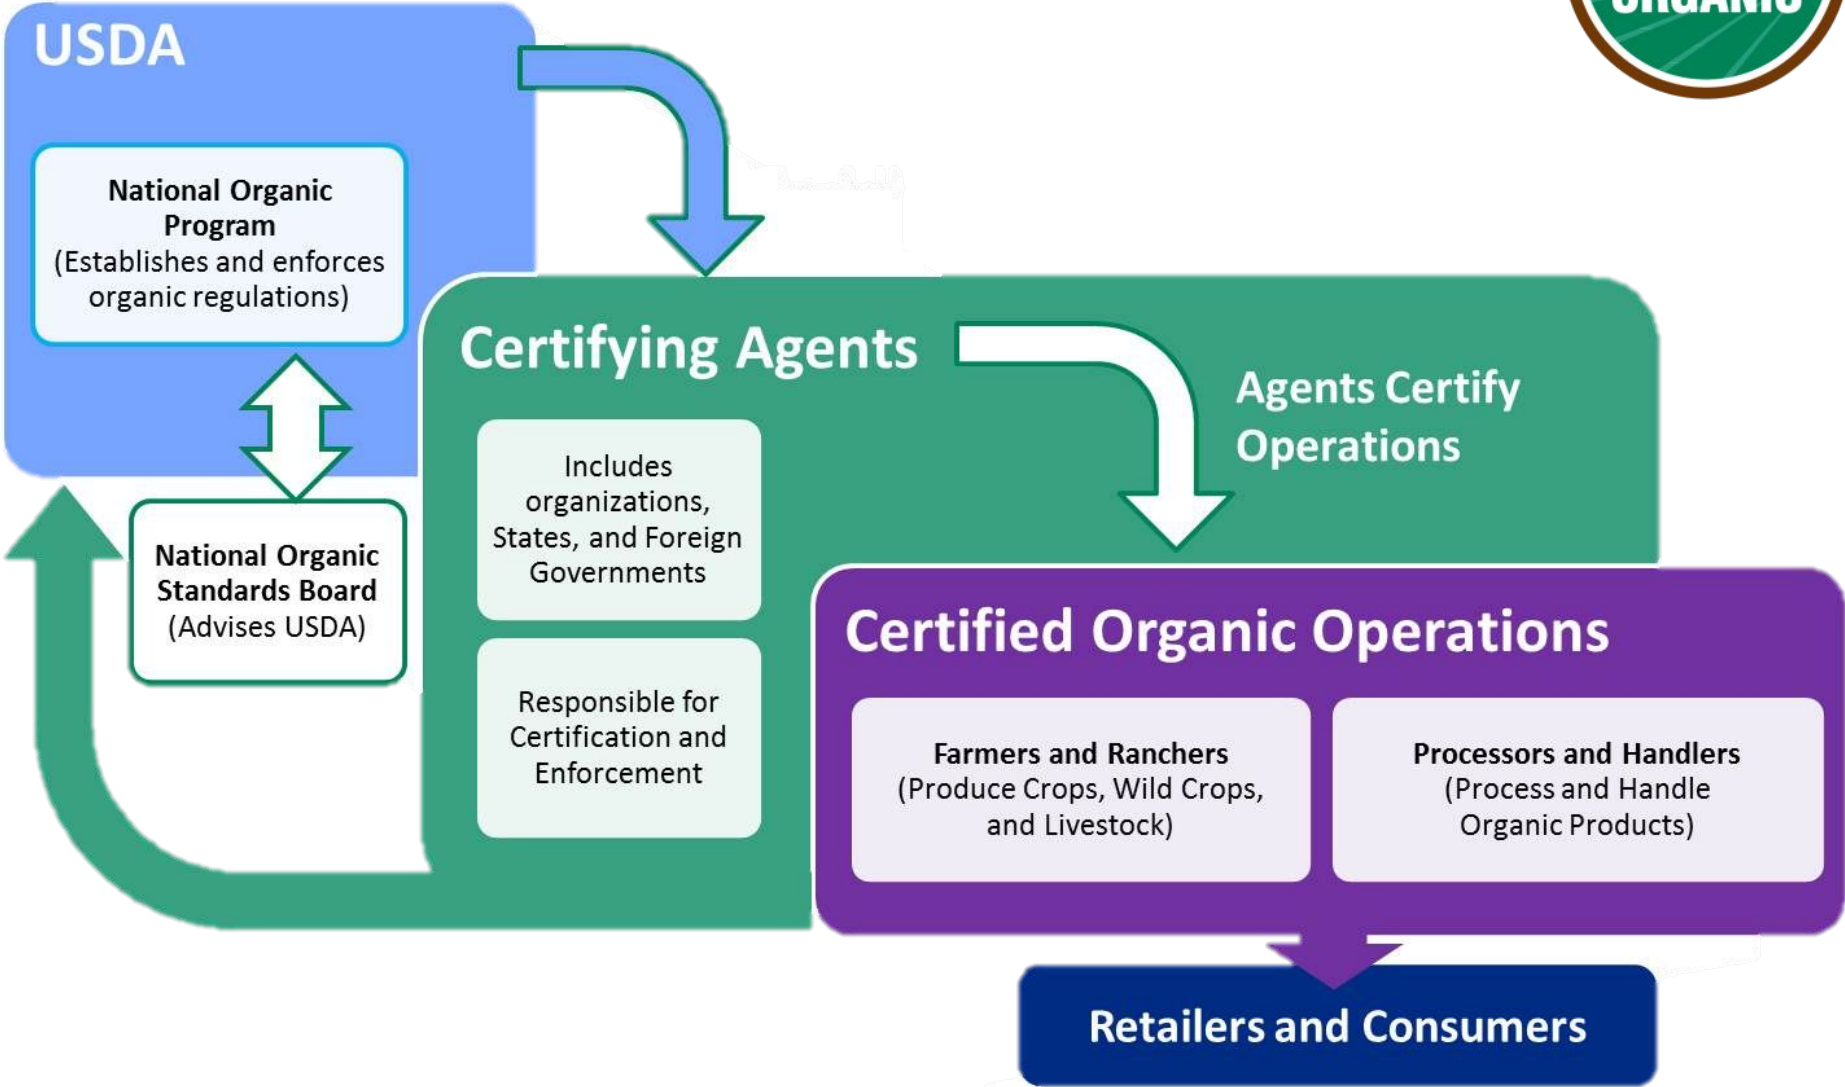 ORGANIC
USDA
National Organic
Program
(Establishes and enforces
organic regulations)
Certifying Agents
Agents Certify
Operations
Includes
organizations,
States, and Foreign
Governments
National Organic
Standards Board
(Advises USDA)
Responsible for
Certification and
Enforcement
Certified Organic Operations
Farmers and Ranchers
(Produce Crops, Wild Crops,
and Livestock)
Processors and Handlers
(Process and Handle
Organic Products)
Retailers and Consumers